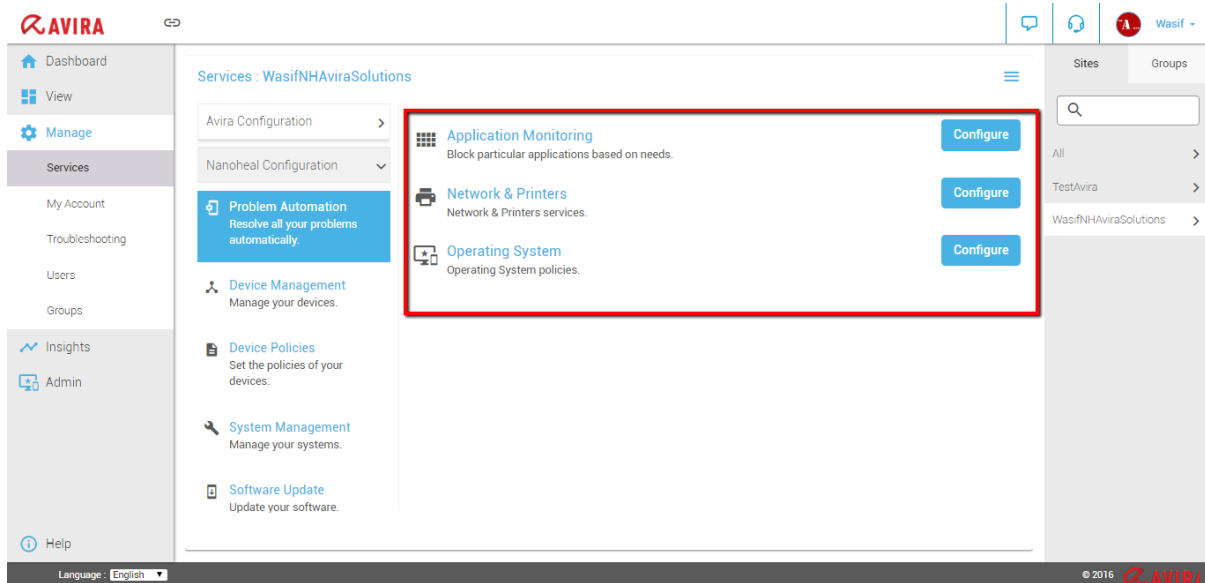 AVIRA
Wasif
Dashboard
View
Manage
Services
My Account
Troubleshooting
Users
Groups
Insights
Admin
Help
Services : WasifNHAviraSolutions
Avira Configuration
Nanoheal Configuration
Problem Automation
Resolve all your problems
automatically.
Device Management
Manage your devices.
Device Policies
Set the policies of your
devices.
System Management
Manage your systems.
Software Update
Update your software.
Application Monitoring
Block particular applications based on needs.
Configure
Network & Printers
Network & Printers services.
Configure
Operating System
Operating System policies.
Configure
Sites
Groups
All
TestAvira
WasifNHAviraSolutions
Language : English
© 2016
AVIRA